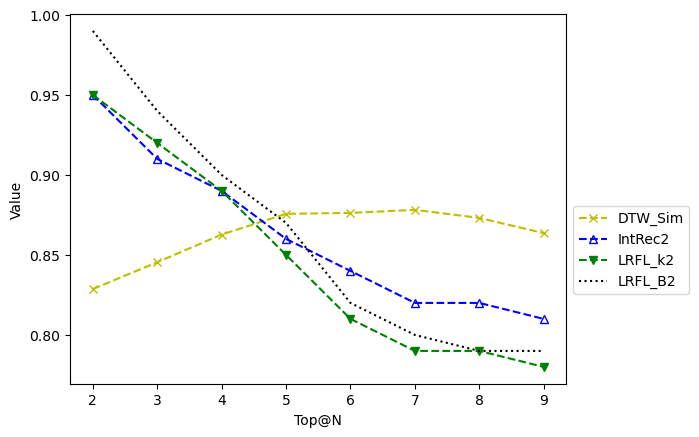 1.00
0.95
0.90
0.85
0.80
Value
2 3 4 5 6 7 8 9
Top@N
DTW_Sim
IntRec2
LRFL_k2
LRFL_B2